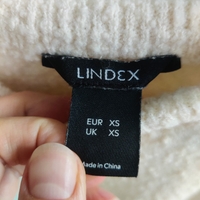 LINDEX
EUR XS
UK XS
Made in China